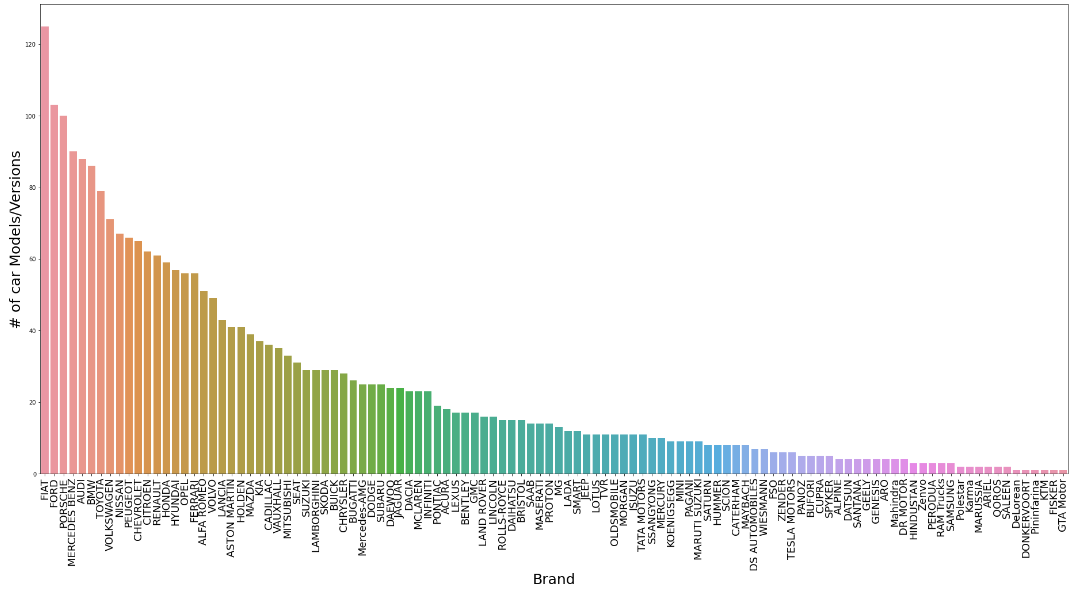 # of car Models/Versions
120
100
80
60
40
20
0
FIAT
FORD
PORSCHE
MERCEDES BENZ
AUDI
BMW
TOYOTA
VOLKSWAGEN
NISSAN
PEUGEOT
CHEVROLET
CITROEN
RENAULT
HONDA
HYUNDAI
OPEL
FERRARI
ALFA ROMEO
VOLVO
LANCIA
ASTON MARTIN
HOLDEN
MAZDA
KIA
CADILLAC
VAUXHALL
MITSUBISHI
SEAT
SUZUKI
LAMBORGHINI
SKODA
BUICK
CHRYSLER
BUGATTI
Mercedes-AMG
DODGE
SUBARU
DAEWOO
JAGUAR
DACIA
MCLAREN
INFINITI
PONTIAC
ACURA
LEXUS
BENTLEY
GMC
LAND ROVER
LINCOLN
ROLLS-ROYCE
DAIHATSU
BRISTOL
SAAB
MASERATI
PROTON
MG
LADA
SMART
JEEP
LOTUS
TVR
OLDSMOBILE
MORGAN
ISUZU
TATA MOTORS
SSANGYONG
MERCURY
KOENIGSEGG
MINI
PAGANI
MARUTI SUZUKI
SATURN
HUMMER
SCION
CATERHAM
MAYBACH
DS AUTOMOBILES
WIESMANN
TESLA
ZENDER
TESLA MOTORS
PANOZ
BUFORI
CUPRA
SPYKER
ALPINE
DATSUN
SANTANA
GEELY
GENESIS
ARO
Mahindra
DR MOTOR
HINDUSTAN
Zenvo
PERODUA
RAM Trucks
SAMSUNG
Polestar
Karma
MARUSSIA
ARIEL
QOROS
SALEEN
DeLorean
DONKERVOORT
Pininfarina
KTM
FISKER
GTA Motor
Brand